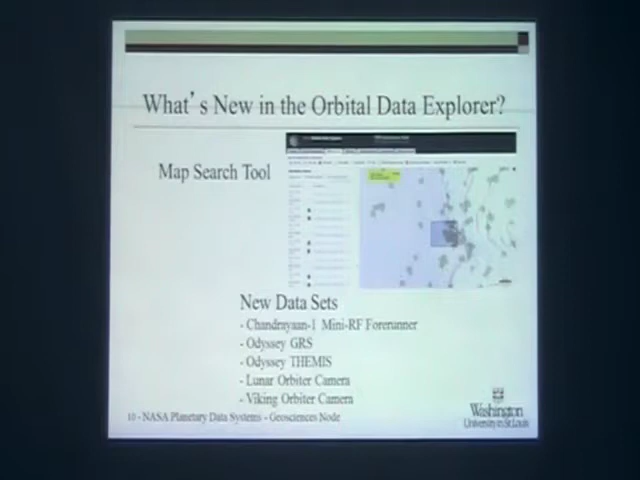 What's New in the Orbital Data Explorer?
Map Search Tool
New Data Sets
- Chandrayaan-1 Mini-RF Forerunner
- Odyssey GRS
- Odyssey THEMIS
- Lunar Orbiter Camera
- Viking Orbiter Camera
10 - NASA Planetary Data Systems - Geosciences Node
Washington
University in St. Louis